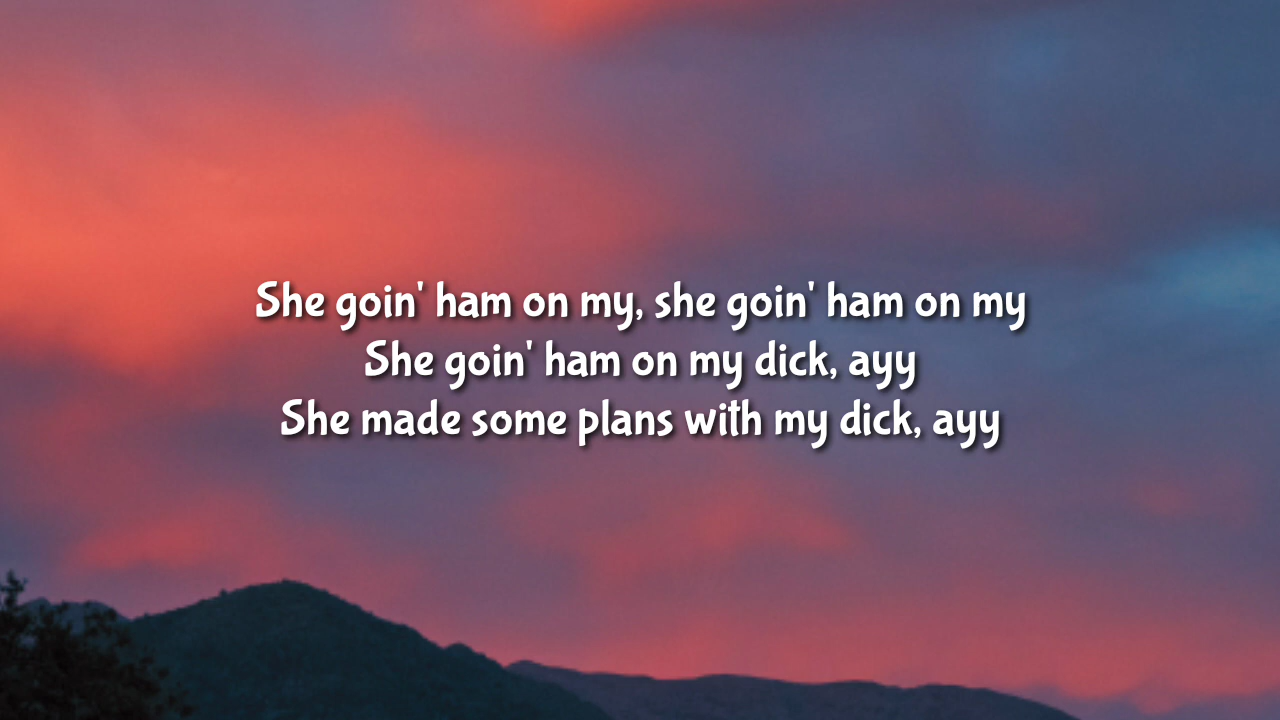 She goin' ham on my, she goin' ham on my
She goin' ham on my dick, ayy
She made some plans with my dick, ayy